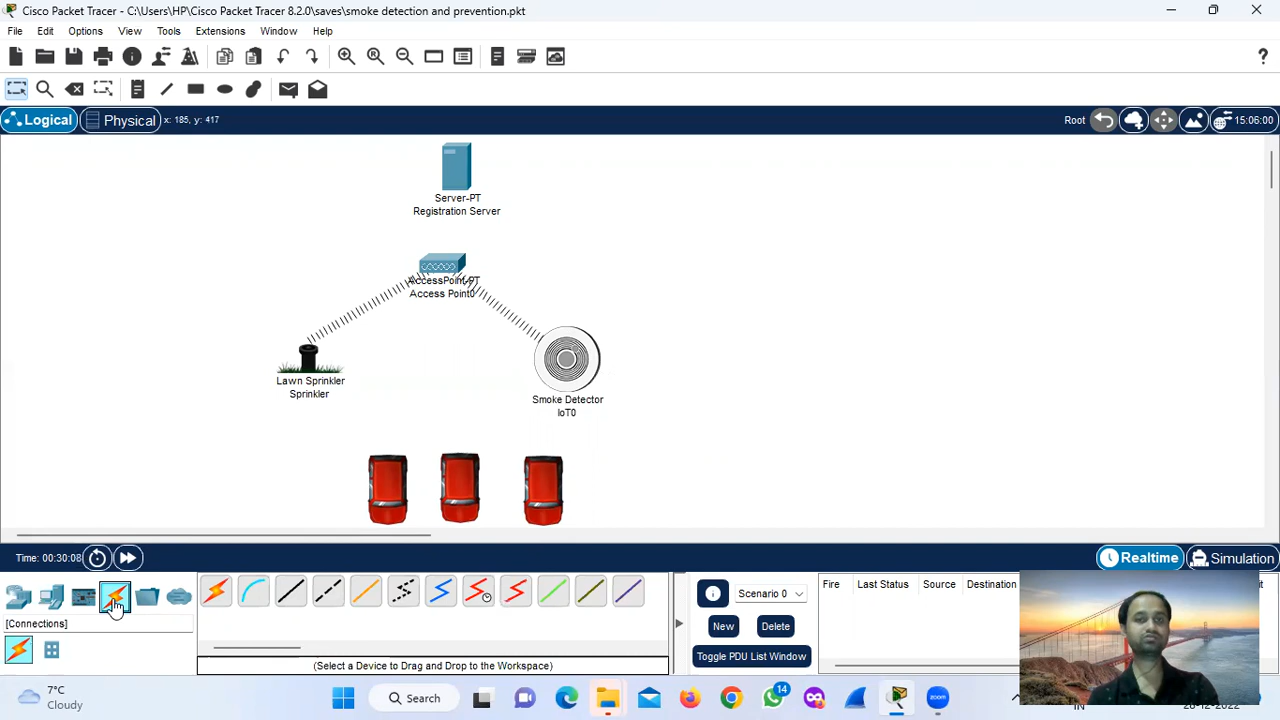 Cisco Packet Tracer - C:\Users\HP\Cisco Packet Tracer 8.2.0\saves\smoke detection and prevention.pkt
File Edit Options View Tools Extensions Window Help
Logical Physical x: 185, y: 417 Root 15:06:00
Server-PT
Registration Server
AccessPoint-PT
Access Point0
Lawn Sprinkler
Sprinkler
Smoke Detector
IoT0
Time: 00:30:08 Realtime Simulation
[Connections]
(Select a Device to Drag and Drop to the Workspace)
Scenario 0
New Delete
Toggle PDU List Window
Fire Last Status Source Destination
7°C
Cloudy
Search
14
IN